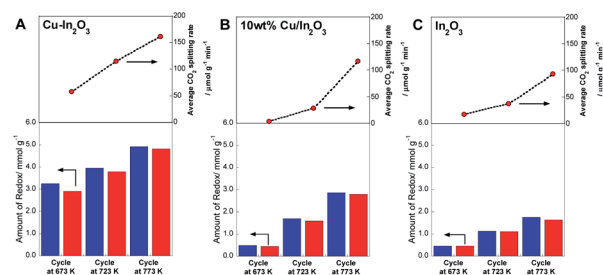 A
Cu-In2O3
200
150
100
50
0
Average CO2 splitting rate
/ μmol g-1 min-1
6.0
5.0
4.0
3.0
2.0
1.0
0.0
Amount of Redox/ mmol g-1
Cycle at 673 K
Cycle at 723 K
Cycle at 773 K
B
10wt% Cu/In2O3
200
150
100
50
0
Average CO2 splitting rate
/ μmol g-1 min-1
6.0
5.0
4.0
3.0
2.0
1.0
0.0
Amount of Redox/ mmol g-1
Cycle at 673 K
Cycle at 723 K
Cycle at 773 K
C
In2O3
200
150
100
50
0
Average CO2 splitting rate
/ μmol g-1 min-1
6.0
5.0
4.0
3.0
2.0
1.0
0.0
Amount of Redox/ mmol g-1
Cycle at 673 K
Cycle at 723 K
Cycle at 773 K